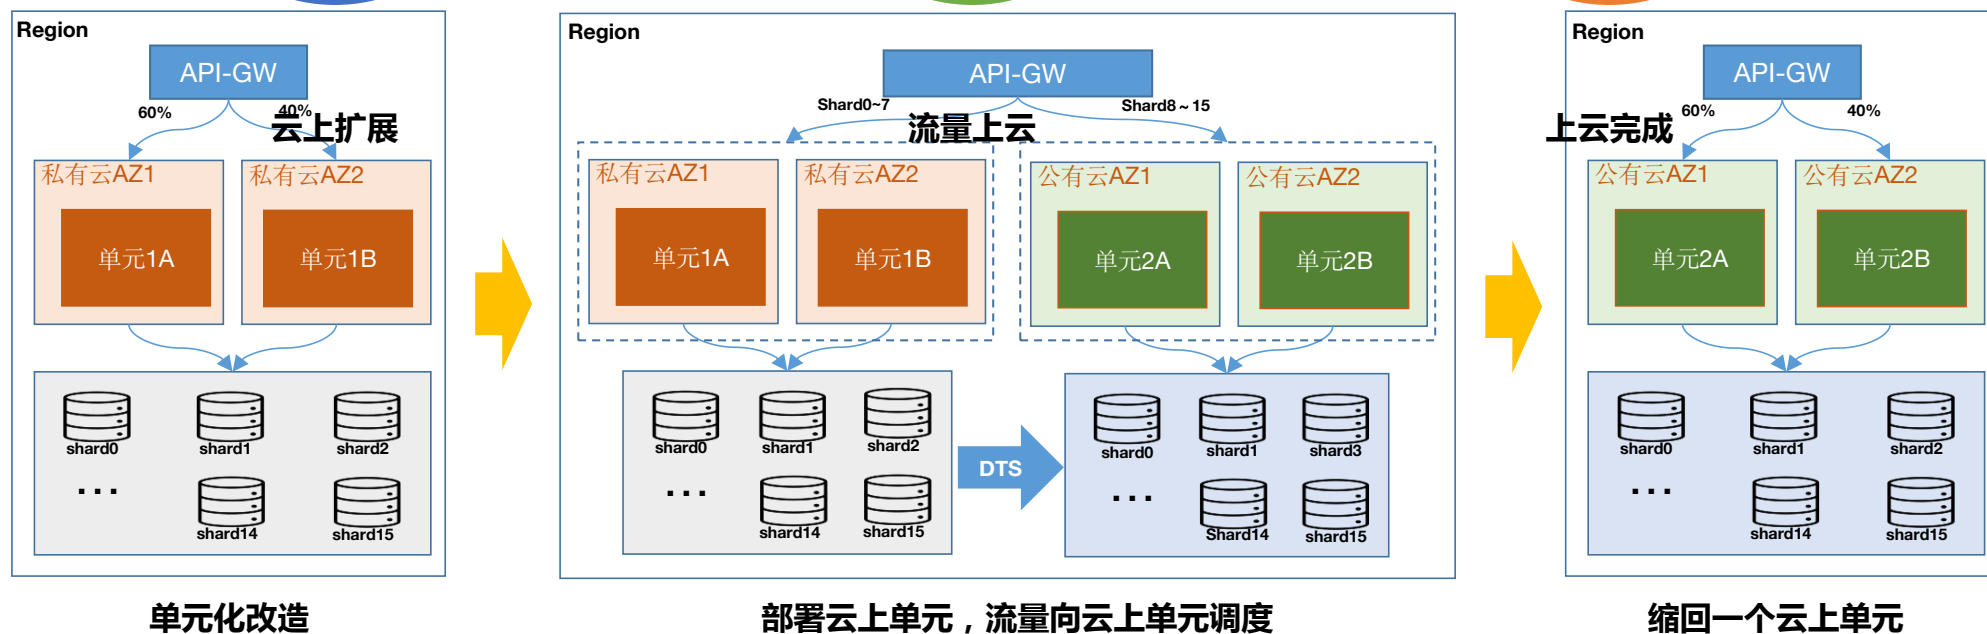 Region
API-GW
60%
40%
云上扩展
私有云AZ1
私有云AZ2
单元1A
单元1B
shard0
shard1
shard2
...
shard14
shard15
单元化改造
Region
API-GW
Shard0~7
Shard8～15
流量上云
私有云AZ1
私有云AZ2
公有云AZ1
公有云AZ2
单元1A
单元1B
单元2A
单元2B
shard0
shard1
shard2
...
shard14
shard15
DTS
shard0
shard1
shard3
...
Shard14
shard15
部署云上单元，流量向云上单元调度
Region
API-GW
60%
40%
上云完成
公有云AZ1
公有云AZ2
单元2A
单元2B
shard0
shard1
shard2
...
shard14
shard15
缩回一个云上单元